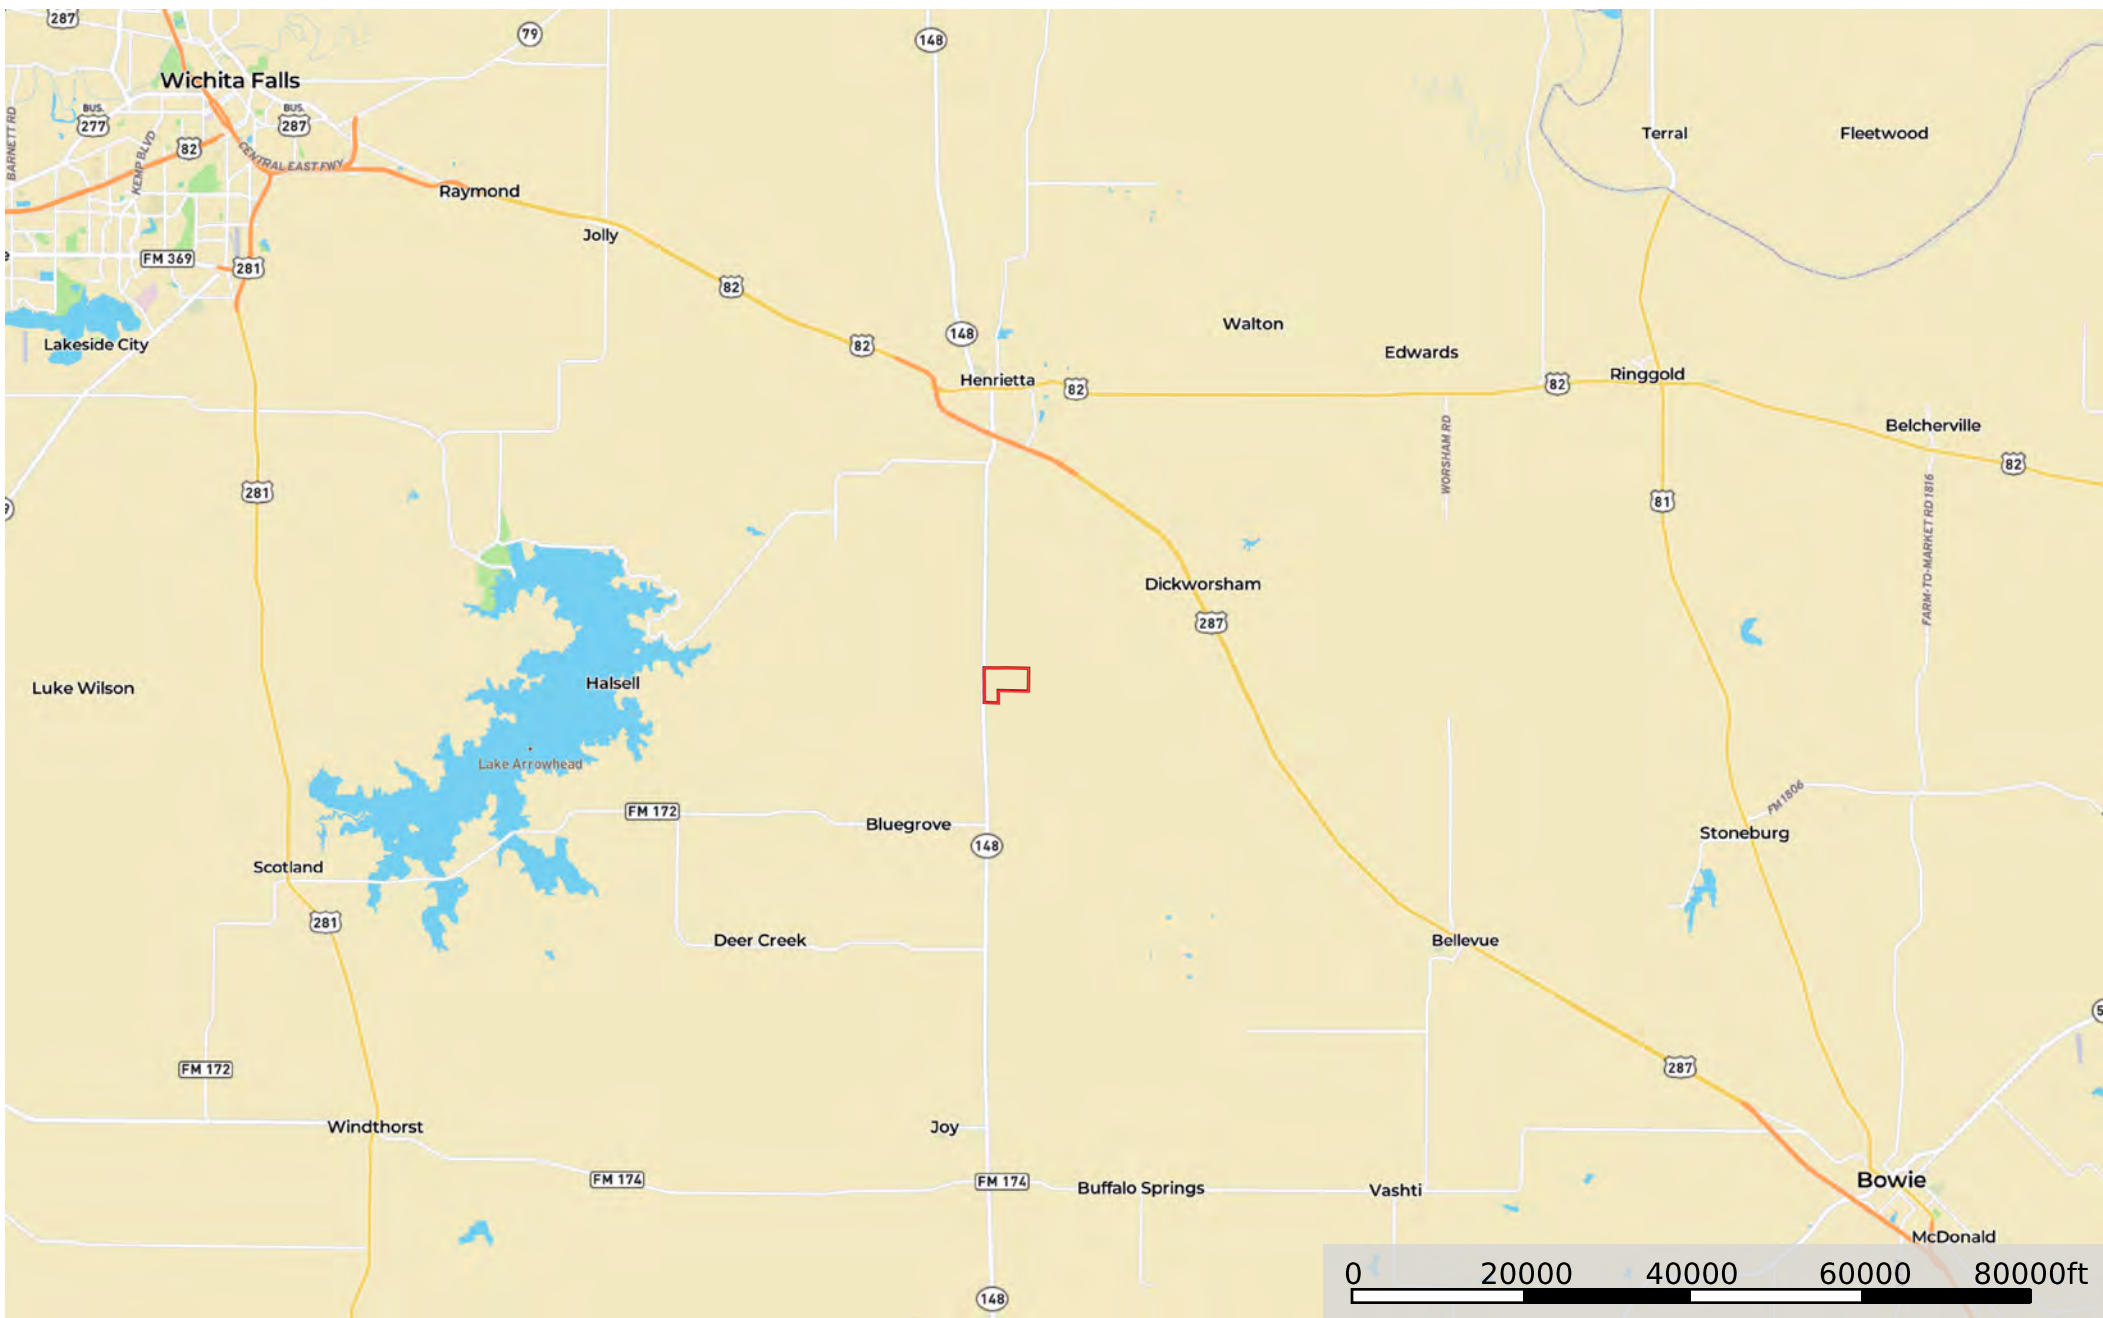 287
79
148
Wichita Falls
BARNETT RD
BUS.
277
BUS.
287
KEMP BLVD
82
CENTRAL EAST FWY
Terral
Fleetwood
Raymond
Jolly
FM 369
281
82
Walton
148
82
Lakeside City
Edwards
Henrietta
82
82
Ringgold
WORSHAM RD
Belcherville
82
281
81
FARM-TO-MARKET RD 1816
Dickworsham
287
Luke Wilson
Halsell
Lake Arrowhead
FM 1806
FM 172
Bluegrove
Stoneburg
148
Scotland
281
Deer Creek
Bellevue
FM 172
287
Windthorst
Joy
FM 174
FM 174
Buffalo Springs
Vashti
Bowie
McDonald
148
0 20000 40000 60000 80000ft